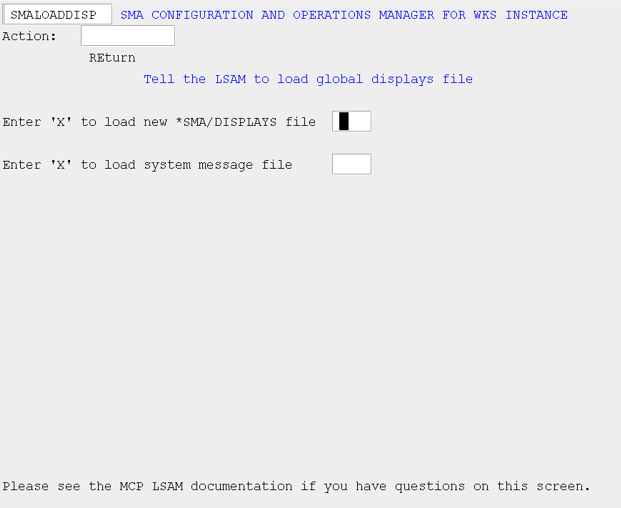 SMALOADDISP SMA CONFIGURATION AND OPERATIONS MANAGER FOR WKS INSTANCE
Action:
REturn
Tell the LSAM to load global displays file
Enter 'X' to load new *SMA/DISPLAYS file
Enter 'X' to load system message file
Please see the MCP LSAM documentation if you have questions on this screen.